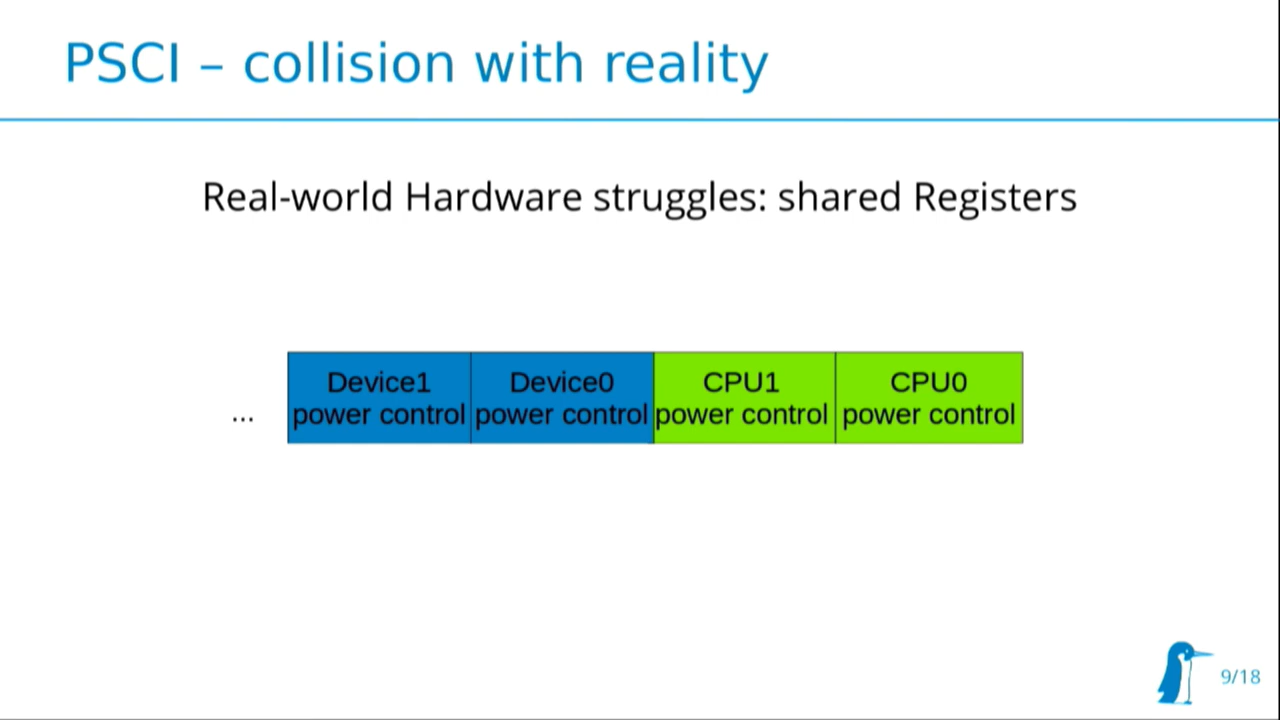 PSCI – collision with reality
Real-world Hardware struggles: shared Registers
... Device1 power control Device0 power control CPU1 power control CPU0 power control
9/18